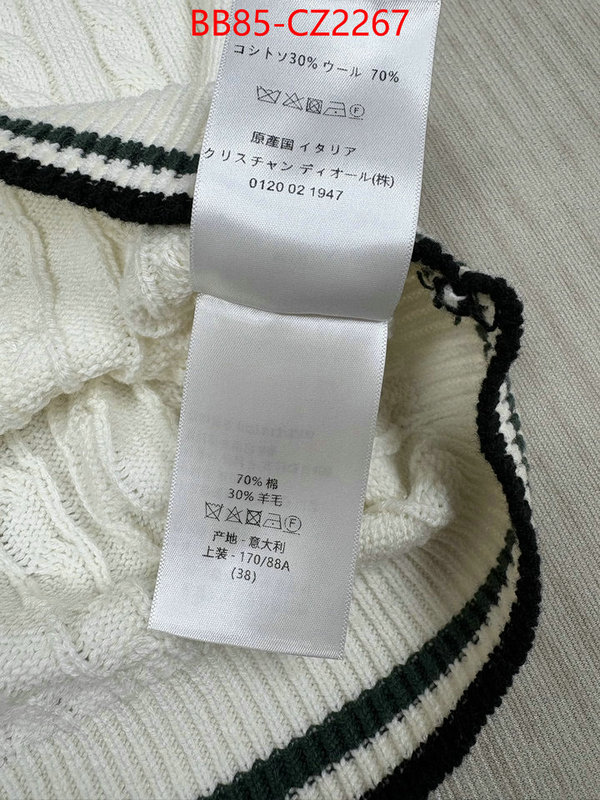 BB85-CZ2267
コシトソ30% ウール 70%
F
原産国 イタリア
クリスチャン ディオール(株)
0120 02 1947
70% 棉
30% 羊毛
F
产地 - 意大利
上装 - 170/88A
(38)